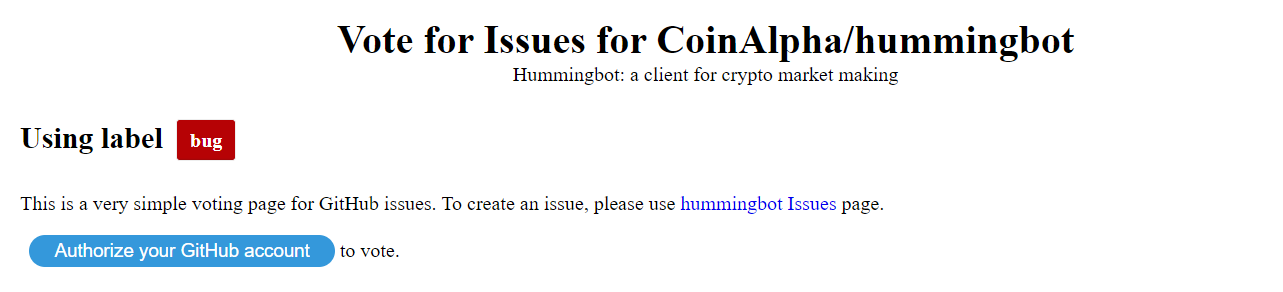 Vote for Issues for CoinAlpha/hummingbot
Hummingbot: a client for crypto market making
Using label bug
This is a very simple voting page for GitHub issues. To create an issue, please use hummingbot Issues page.
Authorize your GitHub account to vote.